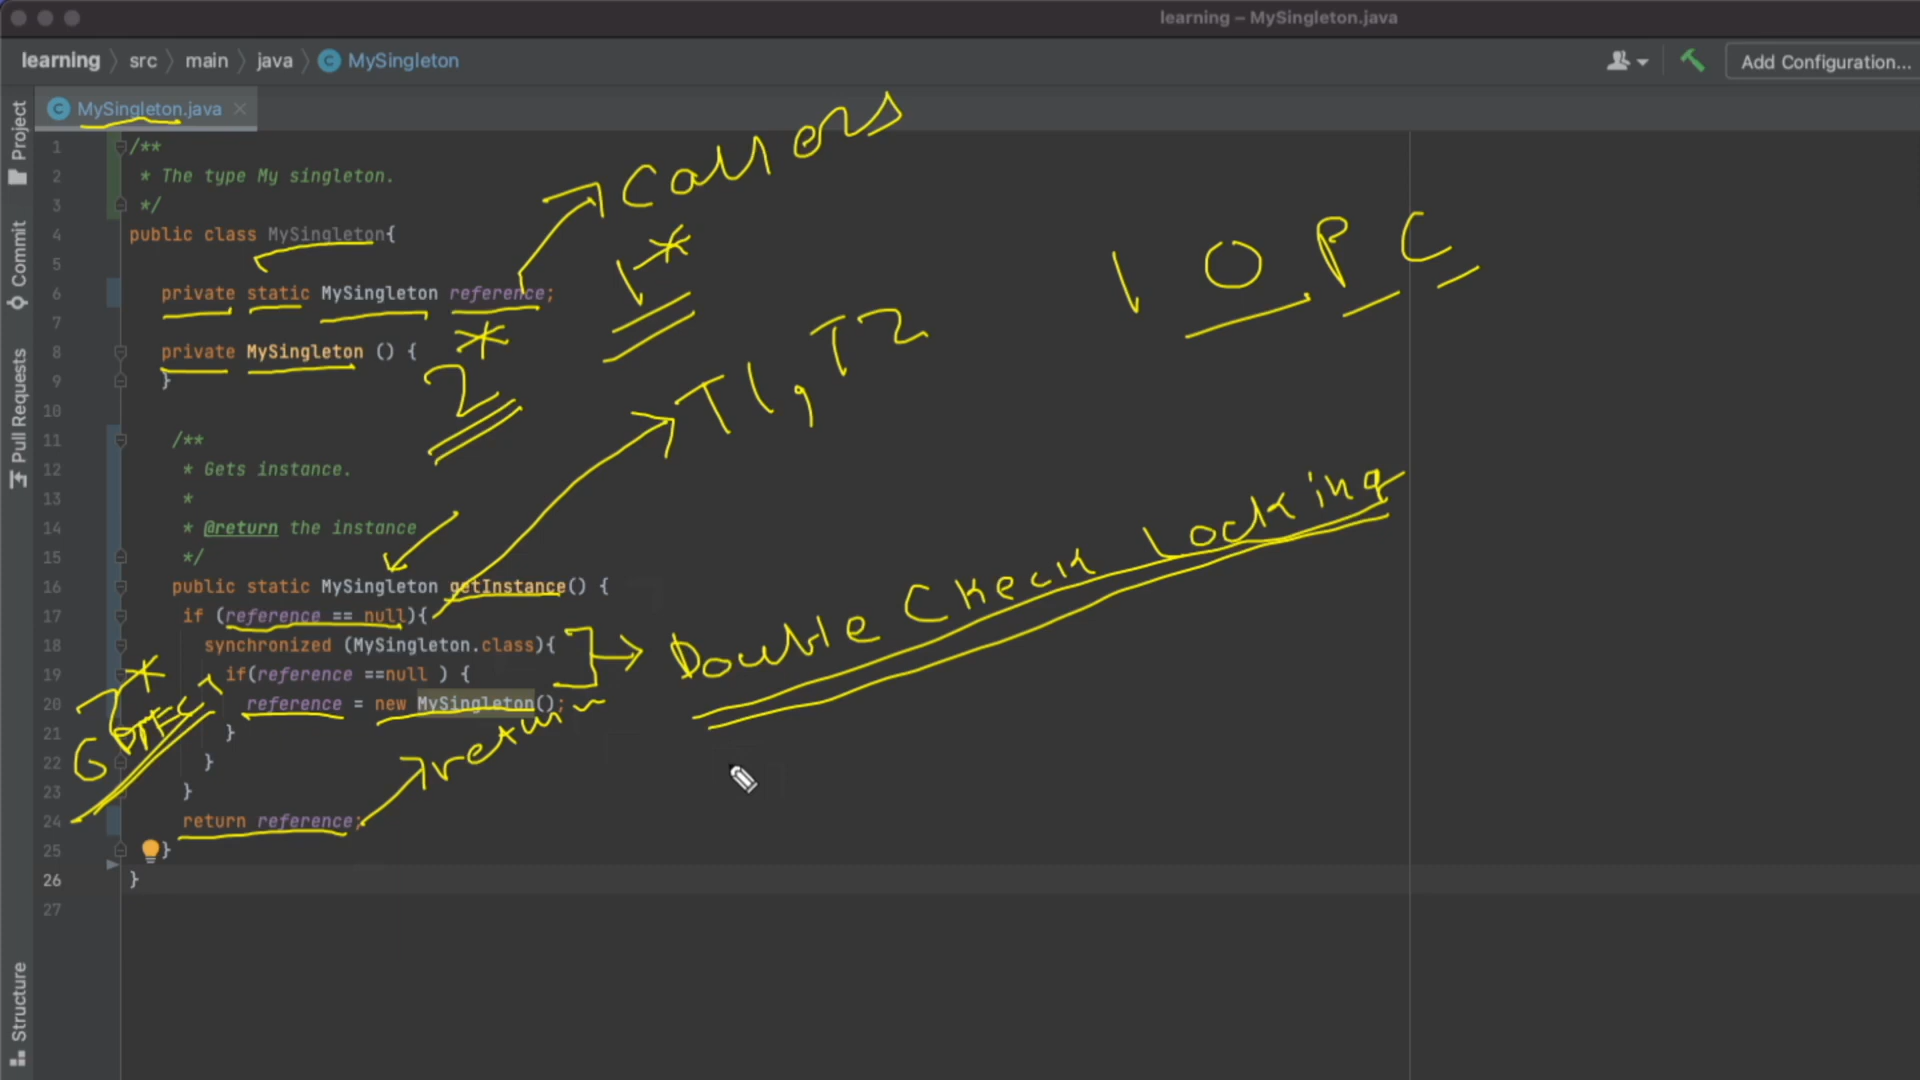 learning – MySingleton.java
learning 〉 src 〉 main 〉 java 〉 C MySingleton
Add Configuration...
C MySingleton.java ×
Project
Commit
Pull Requests
Structure
1 /**
2 * The type My singleton.
3 */
4 public class MySingleton{
5
6 private static MySingleton reference;
7
8 private MySingleton () {
9 }
10
11 /**
12 * Gets instance.
13 *
14 * @return the instance
15 */
16 public static MySingleton getInstance() {
17 if (reference == null){
18 synchronized (MySingleton.class){
19 if(reference ==null ) {
20 reference = new MySingleton();
21 }
22 }
23 }
24 return reference;
25 }
26 }
27
Callers
1*
1 O P C
*
2
T1, T2
Double Check Locking
return